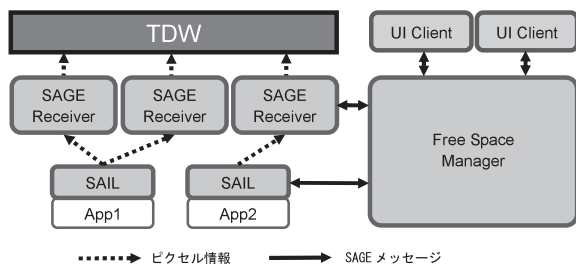 TDW
UI Client
UI Client
SAGE
Receiver
SAGE
Receiver
SAGE
Receiver
Free Space
Manager
SAIL
App1
SAIL
App2
ピクセル情報
SAGE メッセージ